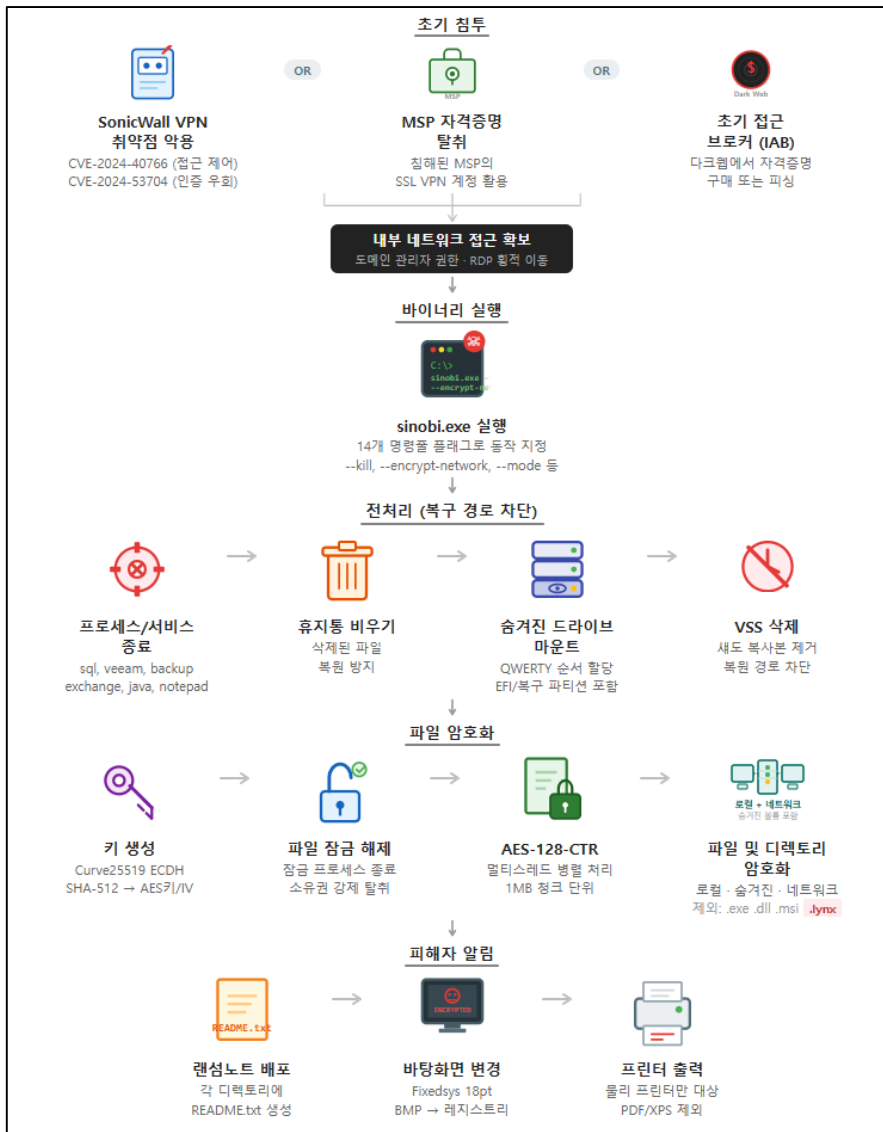 초기 침투
OR
OR
MSP
Dark Web
SonicWall VPN
취약점 악용
CVE-2024-40766 (접근 제어)
CVE-2024-53704 (인증 우회)
MSP 자격증명
탈취
침해된 MSP의
SSL VPN 계정 활용
초기 접근
브로커 (IAB)
다크웹에서 자격증명
구매 또는 피싱
내부 네트워크 접근 확보
도메인 관리자 권한 · RDP 횡적 이동
바이너리 실행
C:\>
sinobi.exe
--encrypt-ne
sinobi.exe 실행
14개 명령줄 플래그로 동작 지정
--kill, --encrypt-network, --mode 등
전처리 (복구 경로 차단)
프로세스/서비스
종료
sql, veeam, backup
exchange, java, notepad
휴지통 비우기
삭제된 파일
복원 방지
숨겨진 드라이브
마운트
QWERTY 순서 할당
EFI/복구 파티션 포함
VSS 삭제
섀도 복사본 제거
복원 경로 차단
파일 암호화
키 생성
Curve25519 ECDH
SHA-512 → AES키/IV
파일 잠금 해제
잠금 프로세스 종료
소유권 강제 탈취
AES-128-CTR
멀티스레드 병렬 처리
1MB 청크 단위
로컬 + 네트워크
숨겨진 볼륨 포함
파일 및 디렉토리
암호화
로컬 · 숨겨진 · 네트워크
제외: .exe .dll .msi .lynx
피해자 알림
README.txt
랜섬노트 배포
각 디렉토리에
README.txt 생성
ENCRYPTED
바탕화면 변경
Fixedsys 18pt
BMP → 레지스트리
프린터 출력
물리 프린터만 대상
PDF/XPS 제외